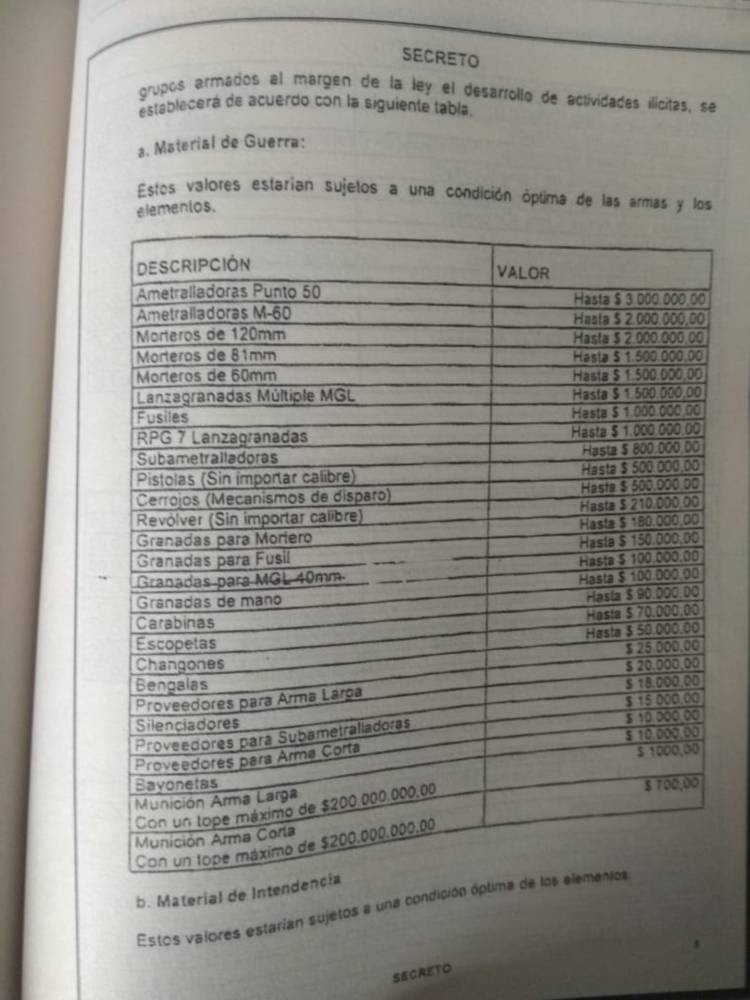 SECRETO
grupos armados al margen de la ley el desarrollo de actividades ilícitas, se
establecerá de acuerdo con la siguiente tabla.
a. Material de Guerra:
Estos valores estarían sujetos a una condición óptima de las armas y los
elementos.
DESCRIPCIÓN VALOR
Ametralladoras Punto 50 Hasta $ 3.000.000,00
Ametralladoras M-60 Hasta $ 2.000.000,00
Morteros de 120mm Hasta $ 2.000.000,00
Morteros de 81mm Hasta $ 1.500.000,00
Morteros de 60mm Hasta $ 1.500.000,00
Lanzagranadas Múltiple MGL Hasta $ 1.500.000,00
Fusiles Hasta $ 1.000.000,00
RPG 7 Lanzagranadas Hasta $ 1.000.000,00
Subametralladoras Hasta $ 800.000,00
Pistolas (Sin importar calibre) Hasta $ 500.000,00
Cerrojos (Mecanismos de disparo) Hasta $ 500.000,00
Revólver (Sin importar calibre) Hasta $ 210.000,00
Granadas para Mortero Hasta $ 180.000,00
Granadas para Fusil Hasta $ 150.000,00
Granadas para MGL 40mm Hasta $ 100.000,00
Granadas de mano Hasta $ 100.000,00
Carabinas Hasta $ 90.000,00
Escopetas Hasta $ 70.000,00
Changones Hasta $ 50.000,00
Bengalas $ 25.000,00
Proveedores para Arma Larga $ 20.000,00
Silenciadores $ 18.000,00
Proveedores para Subametralladoras $ 15.000,00
Proveedores para Arma Corta $ 10.000,00
Bayonetas $ 10.000,00
Munición Arma Larga $ 1000,00
Con un tope máximo de $200.000.000,00
Munición Arma Corta $ 700,00
Con un tope máximo de $200.000.000,00
b. Material de Intendencia
Estos valores estarían sujetos a una condición óptima de los elementos.
SECRETO